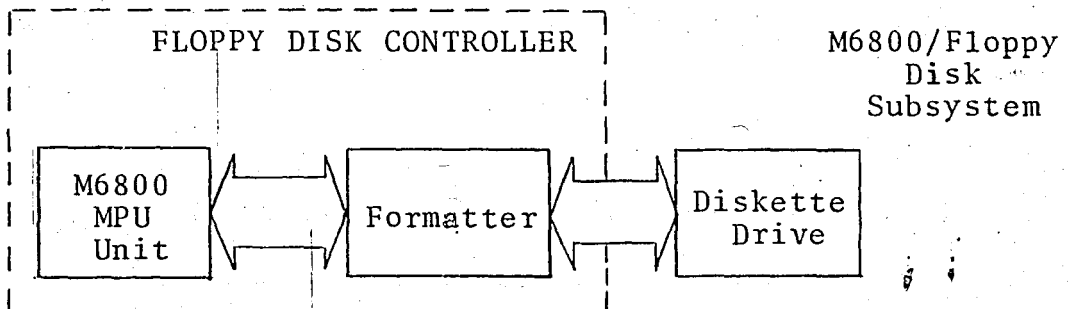 FLOPPY DISK CONTROLLER
M6800/Floppy
Disk
Subsystem
M6800
MPU
Unit
Formatter
Diskette
Drive